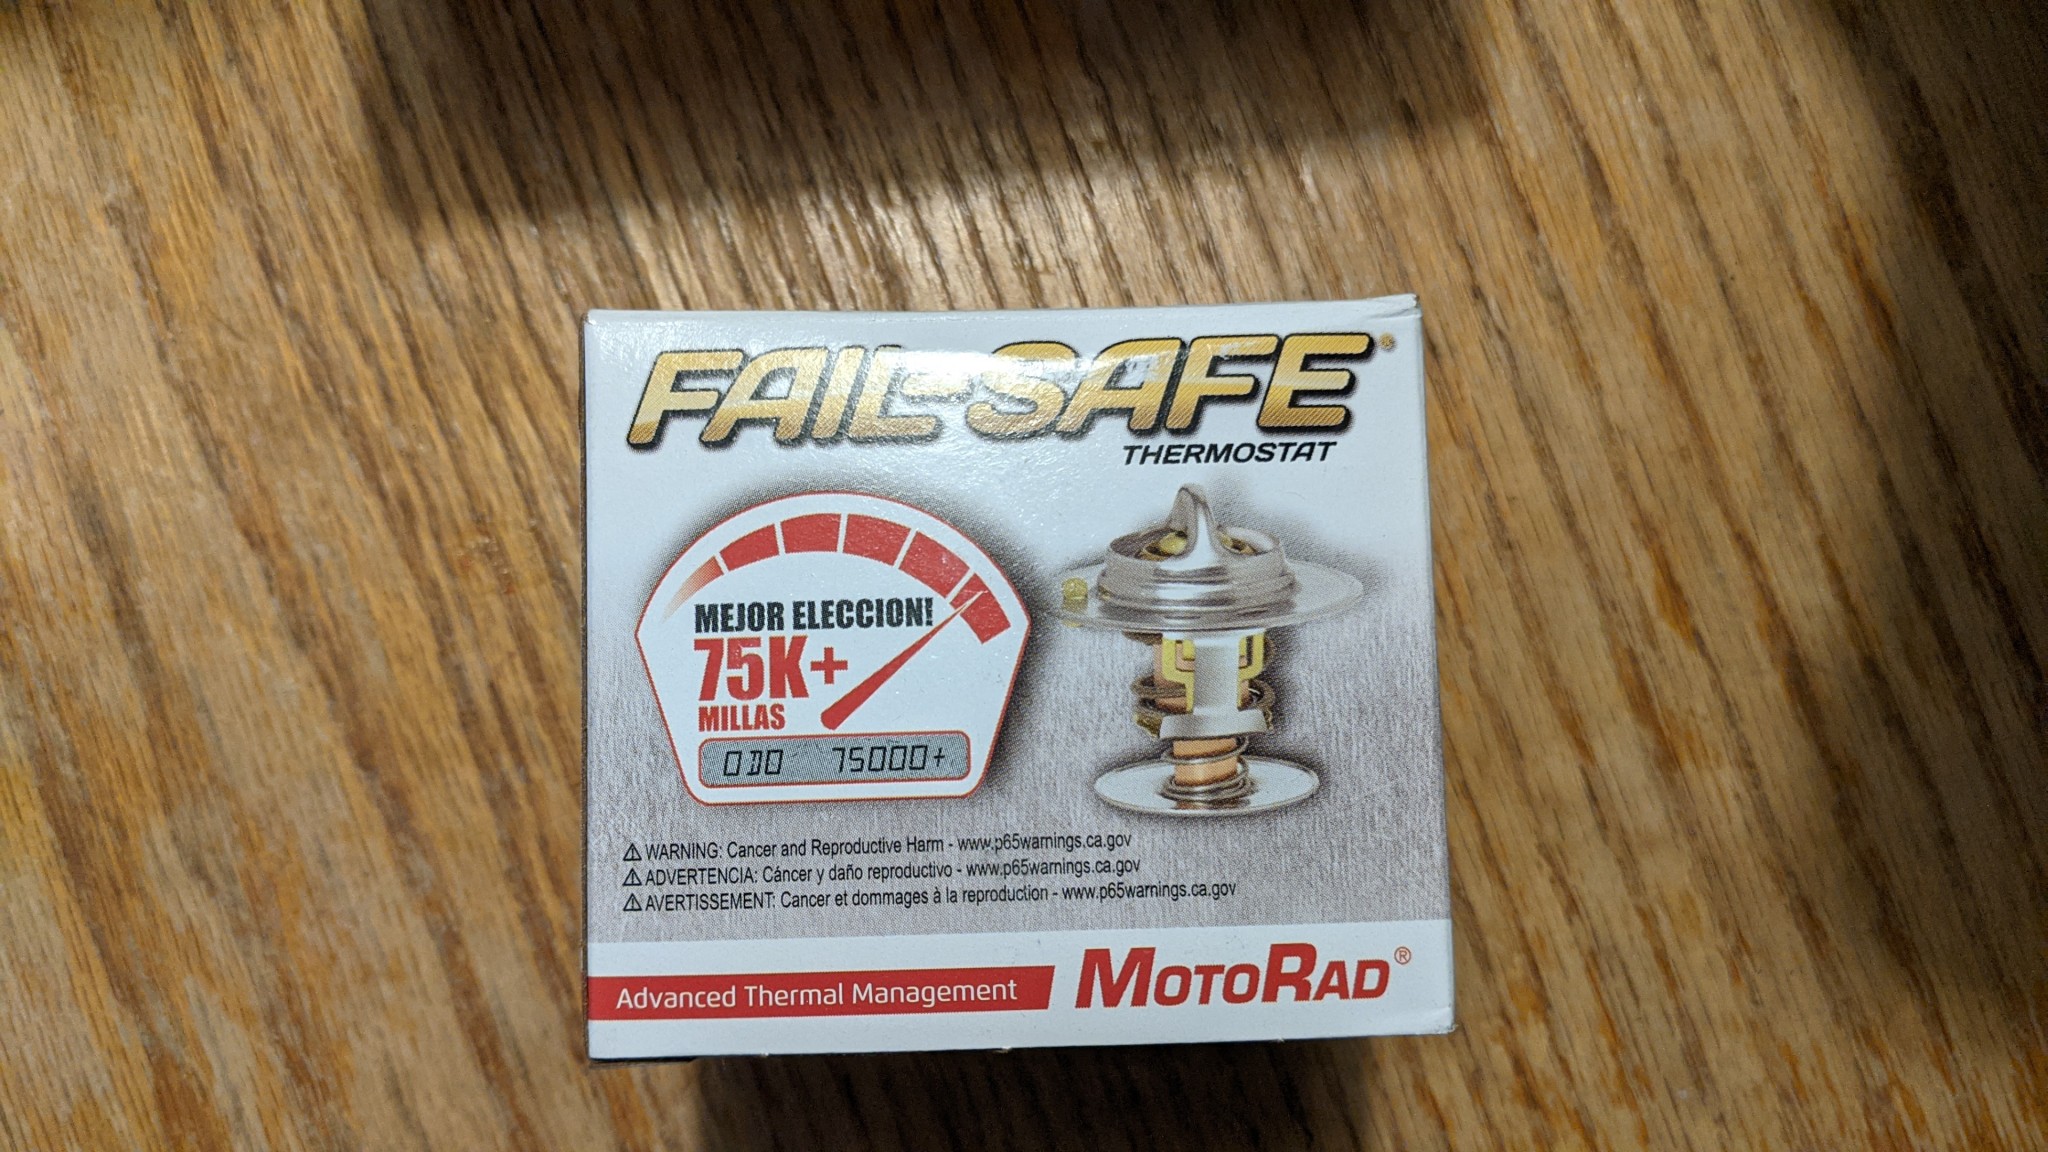 FAIL-SAFE®
THERMOSTAT
MEJOR ELECCION!
75K+
MILLAS
ODO 75000+
⚠ WARNING: Cancer and Reproductive Harm - www.p65warnings.ca.gov
⚠ ADVERTENCIA: Cáncer y daño reproductivo - www.p65warnings.ca.gov
⚠ AVERTISSEMENT: Cancer et dommages à la reproduction - www.p65warnings.ca.gov
Advanced Thermal Management
MOTORAD®